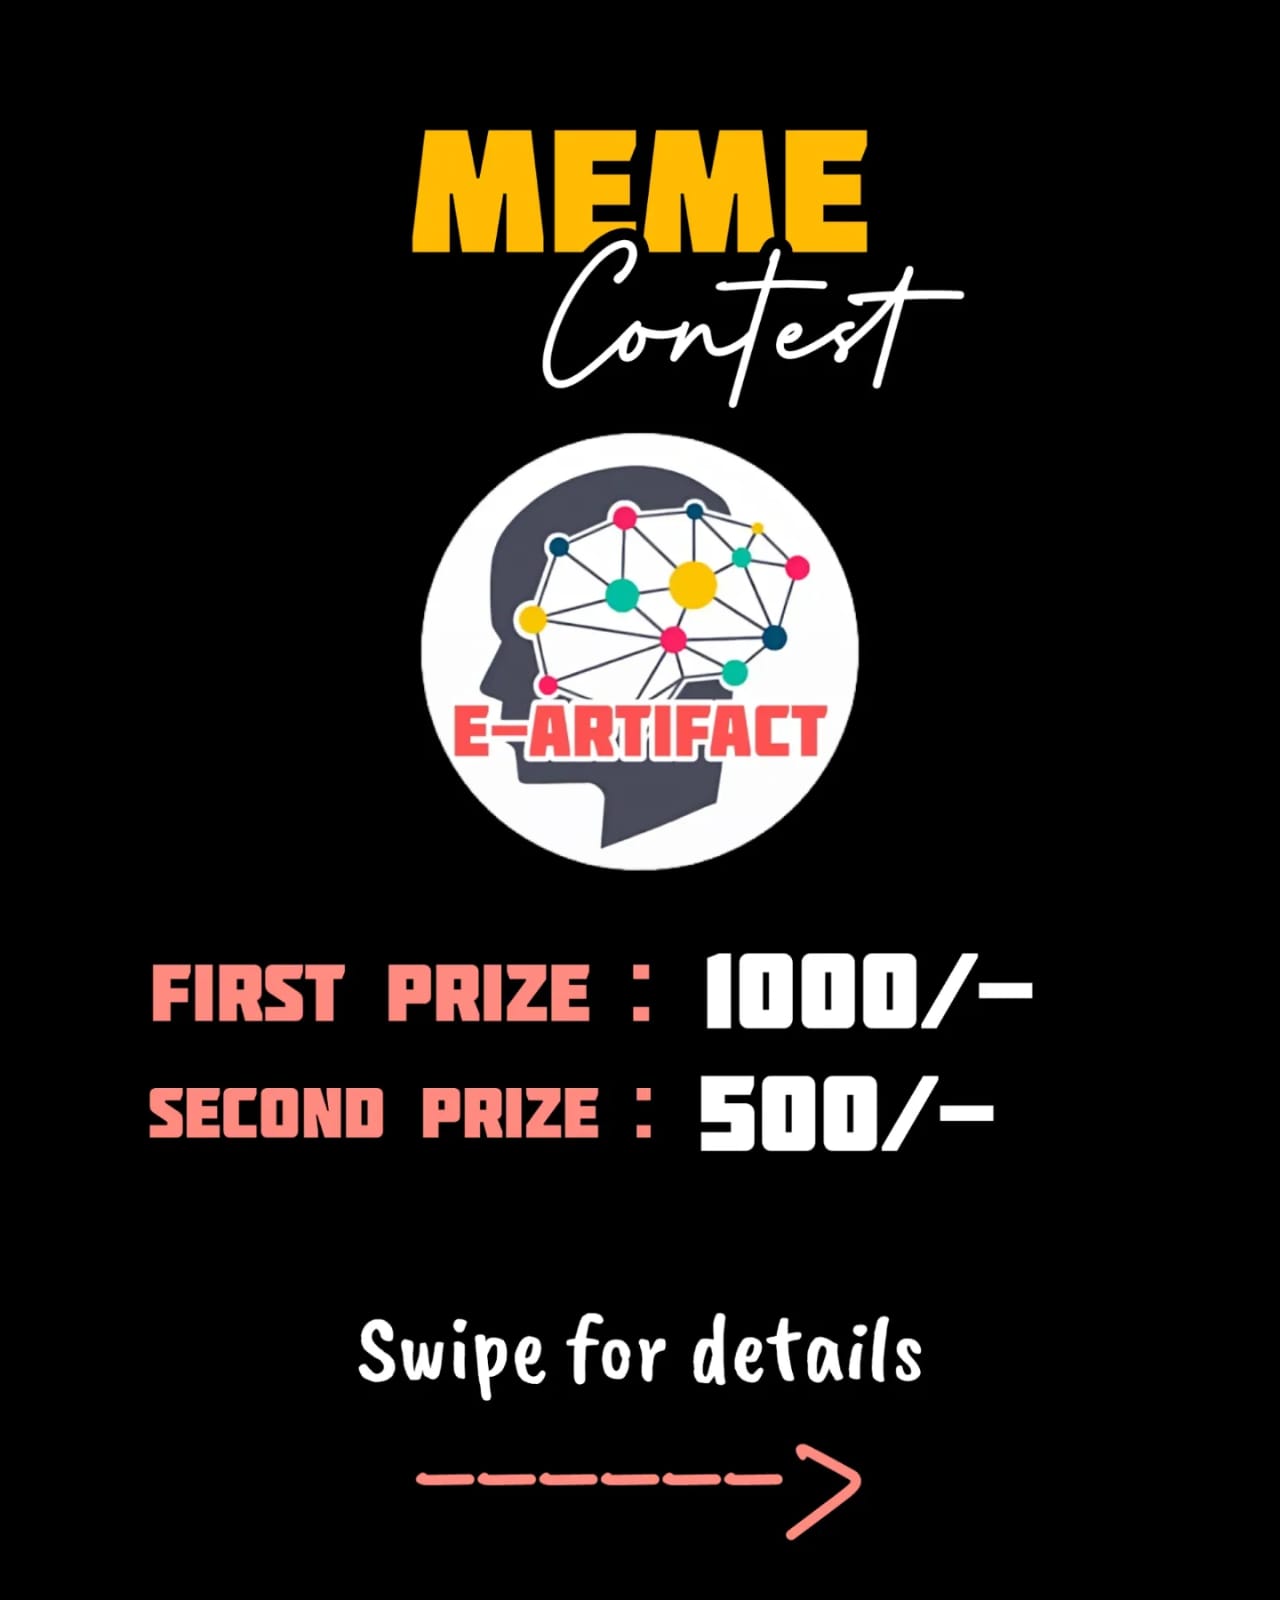 MEME
Contest
E-ARTIFACT
FIRST PRIZE : 1000/-
SECOND PRIZE : 500/-
Swipe for details